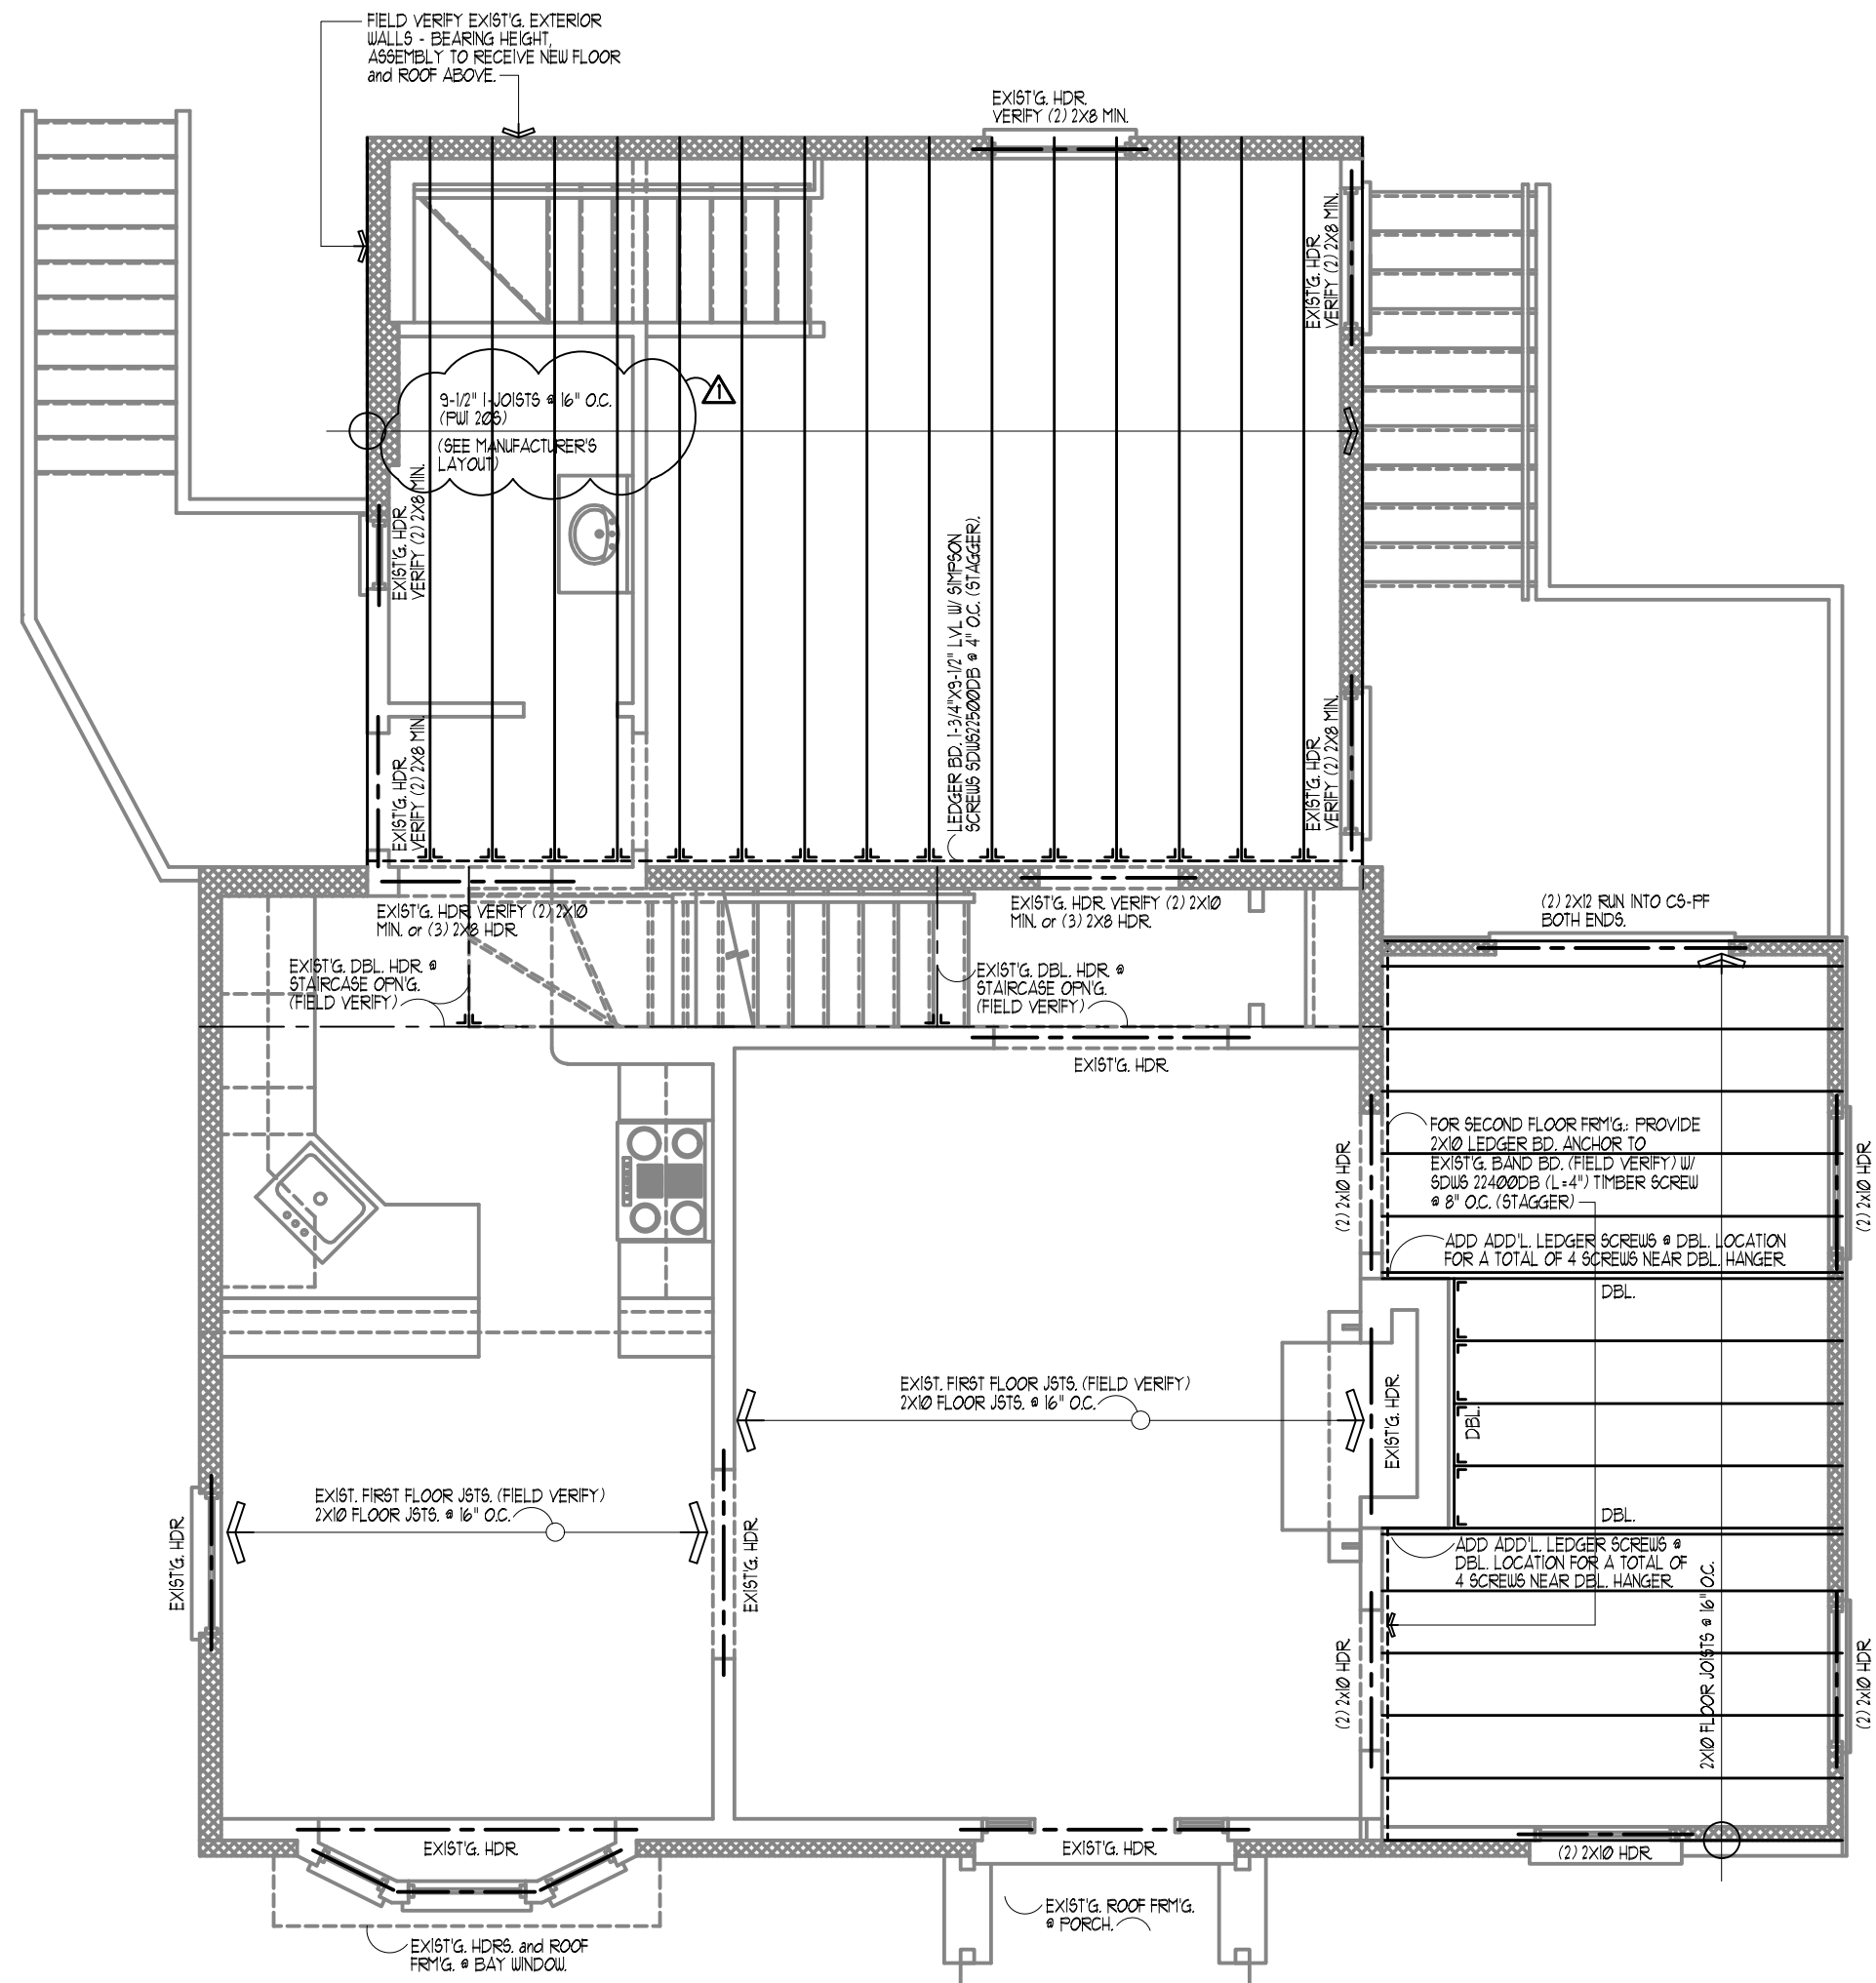 FIELD VERIFY EXIST'G. EXTERIOR
WALLS - BEARING HEIGHT,
ASSEMBLY TO RECEIVE NEW FLOOR
and ROOF ABOVE.
EXIST'G. HDR.
VERIFY (2) 2X8 MIN.
EXIST'G. HDR.
VERIFY (2) 2X8 MIN.
9-1/2" I-JOISTS @ 16" O.C.
(PWI 20S)
(SEE MANUFACTURER'S
LAYOUT)
1
EXIST'G. HDR.
VERIFY (2) 2X8 MIN.
LEDGER BD. 1-3/4"X9-1/2" LVL W/ SIMPSON
SCREWS SDWS22500DB @ 4" O.C. (STAGGER).
EXIST'G. HDR.
VERIFY (2) 2X8 MIN.
EXIST'G. HDR.
VERIFY (2) 2X8 MIN.
EXIST'G. HDR. VERIFY (2) 2X10
MIN. or (3) 2X8 HDR.
EXIST'G. HDR. VERIFY (2) 2X10
MIN. or (3) 2X8 HDR.
(2) 2X12 RUN INTO CS-PF
BOTH ENDS.
EXIST'G. DBL. HDR. @
STAIRCASE OPN'G.
(FIELD VERIFY)
EXIST'G. DBL. HDR. @
STAIRCASE OPN'G.
(FIELD VERIFY)
EXIST'G. HDR.
FOR SECOND FLOOR FRM'G.: PROVIDE
2X10 LEDGER BD. ANCHOR TO
EXIST'G. BAND BD. (FIELD VERIFY) W/
SDWS 22400DB (L=4") TIMBER SCREW
@ 8" O.C. (STAGGER)
(2) 2x10 HDR.
(2) 2x10 HDR.
ADD ADD'L. LEDGER SCREWS @ DBL. LOCATION
FOR A TOTAL OF 4 SCREWS NEAR DBL. HANGER.
DBL.
EXIST. FIRST FLOOR JSTS. (FIELD VERIFY)
2X10 FLOOR JSTS. @ 16" O.C.
EXIST'G. HDR.
DBL.
EXIST. FIRST FLOOR JSTS. (FIELD VERIFY)
2X10 FLOOR JSTS. @ 16" O.C.
DBL.
EXIST'G. HDR.
EXIST'G. HDR.
ADD ADD'L. LEDGER SCREWS @
DBL. LOCATION FOR A TOTAL OF
4 SCREWS NEAR DBL. HANGER.
2X10 FLOOR JOISTS @ 16" O.C.
(2) 2x10 HDR.
(2) 2x10 HDR.
EXIST'G. HDR.
EXIST'G. HDR.
(2) 2X10 HDR.
EXIST'G. ROOF FRM'G.
@ PORCH.
EXIST'G. HDRS. and ROOF
FRM'G. @ BAY WINDOW.